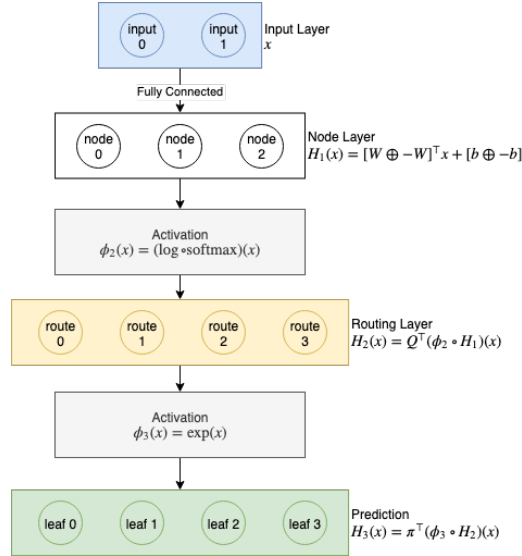 input
0
input
1
Input Layer
x
Fully Connected
node
0
node
1
node
2
Node Layer
H₁(x) = [W ⊕ −W]ᵀx + [b ⊕ −b]
Activation
ϕ₂(x) = (log∘softmax)(x)
route
0
route
1
route
2
route
3
Routing Layer
H₂(x) = Qᵀ(ϕ₂ ∘ H₁)(x)
Activation
ϕ₃(x) = exp(x)
leaf 0
leaf 1
leaf 2
leaf 3
Prediction
H₃(x) = πᵀ(ϕ₃ ∘ H₂)(x)